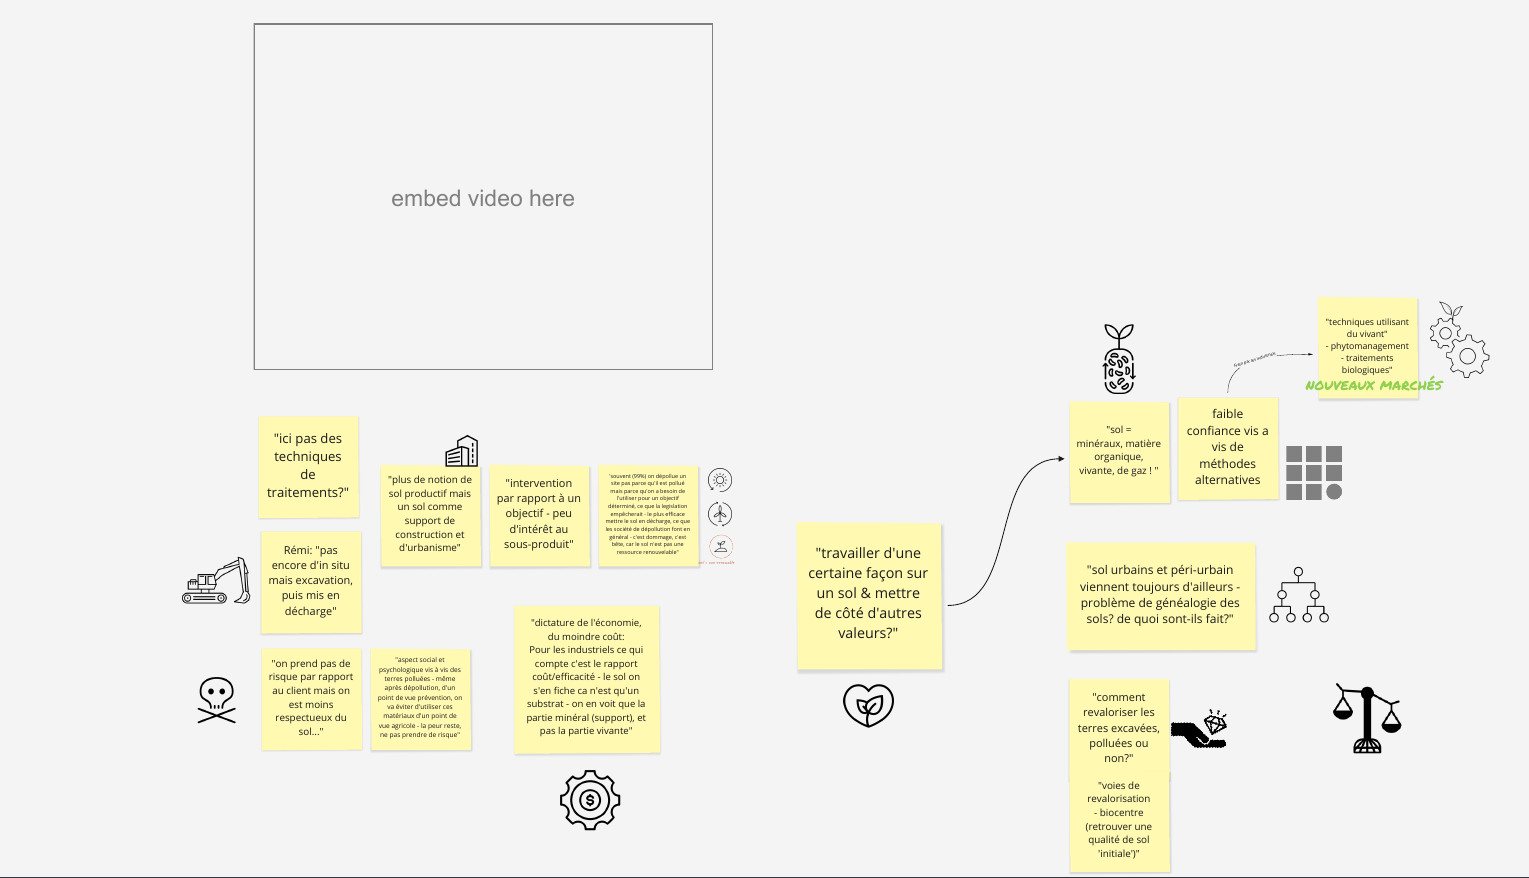 embed video here
"ici pas des
techniques
de
traitements?"
"plus de notion de
sol productif mais
un sol comme
support de
construction et
d'urbanisme"
"intervention
par rapport à un
objectif - peu
d'intérêt au
sous-produit"
"souvent (99%) on dépollue un
site pas parce qu'il est pollué
mais parce qu'on a besoin de
l'utiliser pour un objectif
déterminé, ce que la legislation
empêcherait - le plus efficace
mettre le sol en décharge, ce que
les société de dépollution font en
général - c'est dommage, c'est
bête, car le sol n'est pas une
ressource renouvelable"
Rémi: "pas
encore d'in situ
mais excavation,
puis mis en
décharge"
"on prend pas de
risque par rapport
au client mais on
est moins
respectueux du
sol..."
"aspect social et
psychologique vis à vis des
terres polluées - même
après dépollution, d'un
point de vue prévention, on
va éviter d'utiliser ces
matériaux d'un point de
vue agricole - la peur reste,
ne pas prendre de risque"
"dictature de l'économie,
du moindre coût:
Pour les industriels ce qui
compte c'est le rapport
coût/efficacité - le sol on
s'en fiche ca n'est qu'un
substrat - on en voit que la
partie minéral (support), et
pas la partie vivante"
$
"travailler d'une
certaine façon sur
un sol & mettre
de côté d'autres
valeurs?"
"sol =
minéraux, matière
organique,
vivante, de gaz ! "
faible
confiance vis a
vis de
méthodes
alternatives
"techniques utilisant
du vivant"
- phytomanagement
- traitements
biologiques"
NOUVEAUX MARCHÉS
"sol urbains et péri-urbain
viennent toujours d'ailleurs -
problème de généalogie des
sols? de quoi sont-ils fait?"
"comment
revaloriser les
terres excavées,
polluées ou
non?"
"voies de
revalorisation
- biocentre
(retrouver une
qualité de sol
'initiale')"